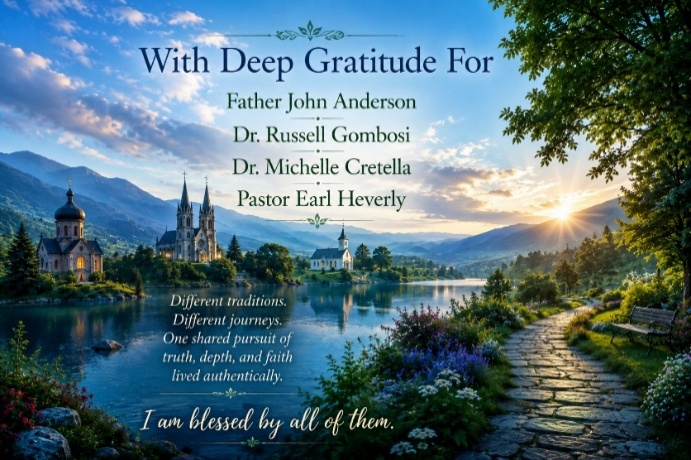 With Deep Gratitude For
Father John Anderson
Dr. Russell Gombosi
Dr. Michelle Cretella
Pastor Earl Heverly
Different traditions.
Different journeys.
One shared pursuit of
truth, depth, and faith
lived authentically.
I am blessed by all of them.